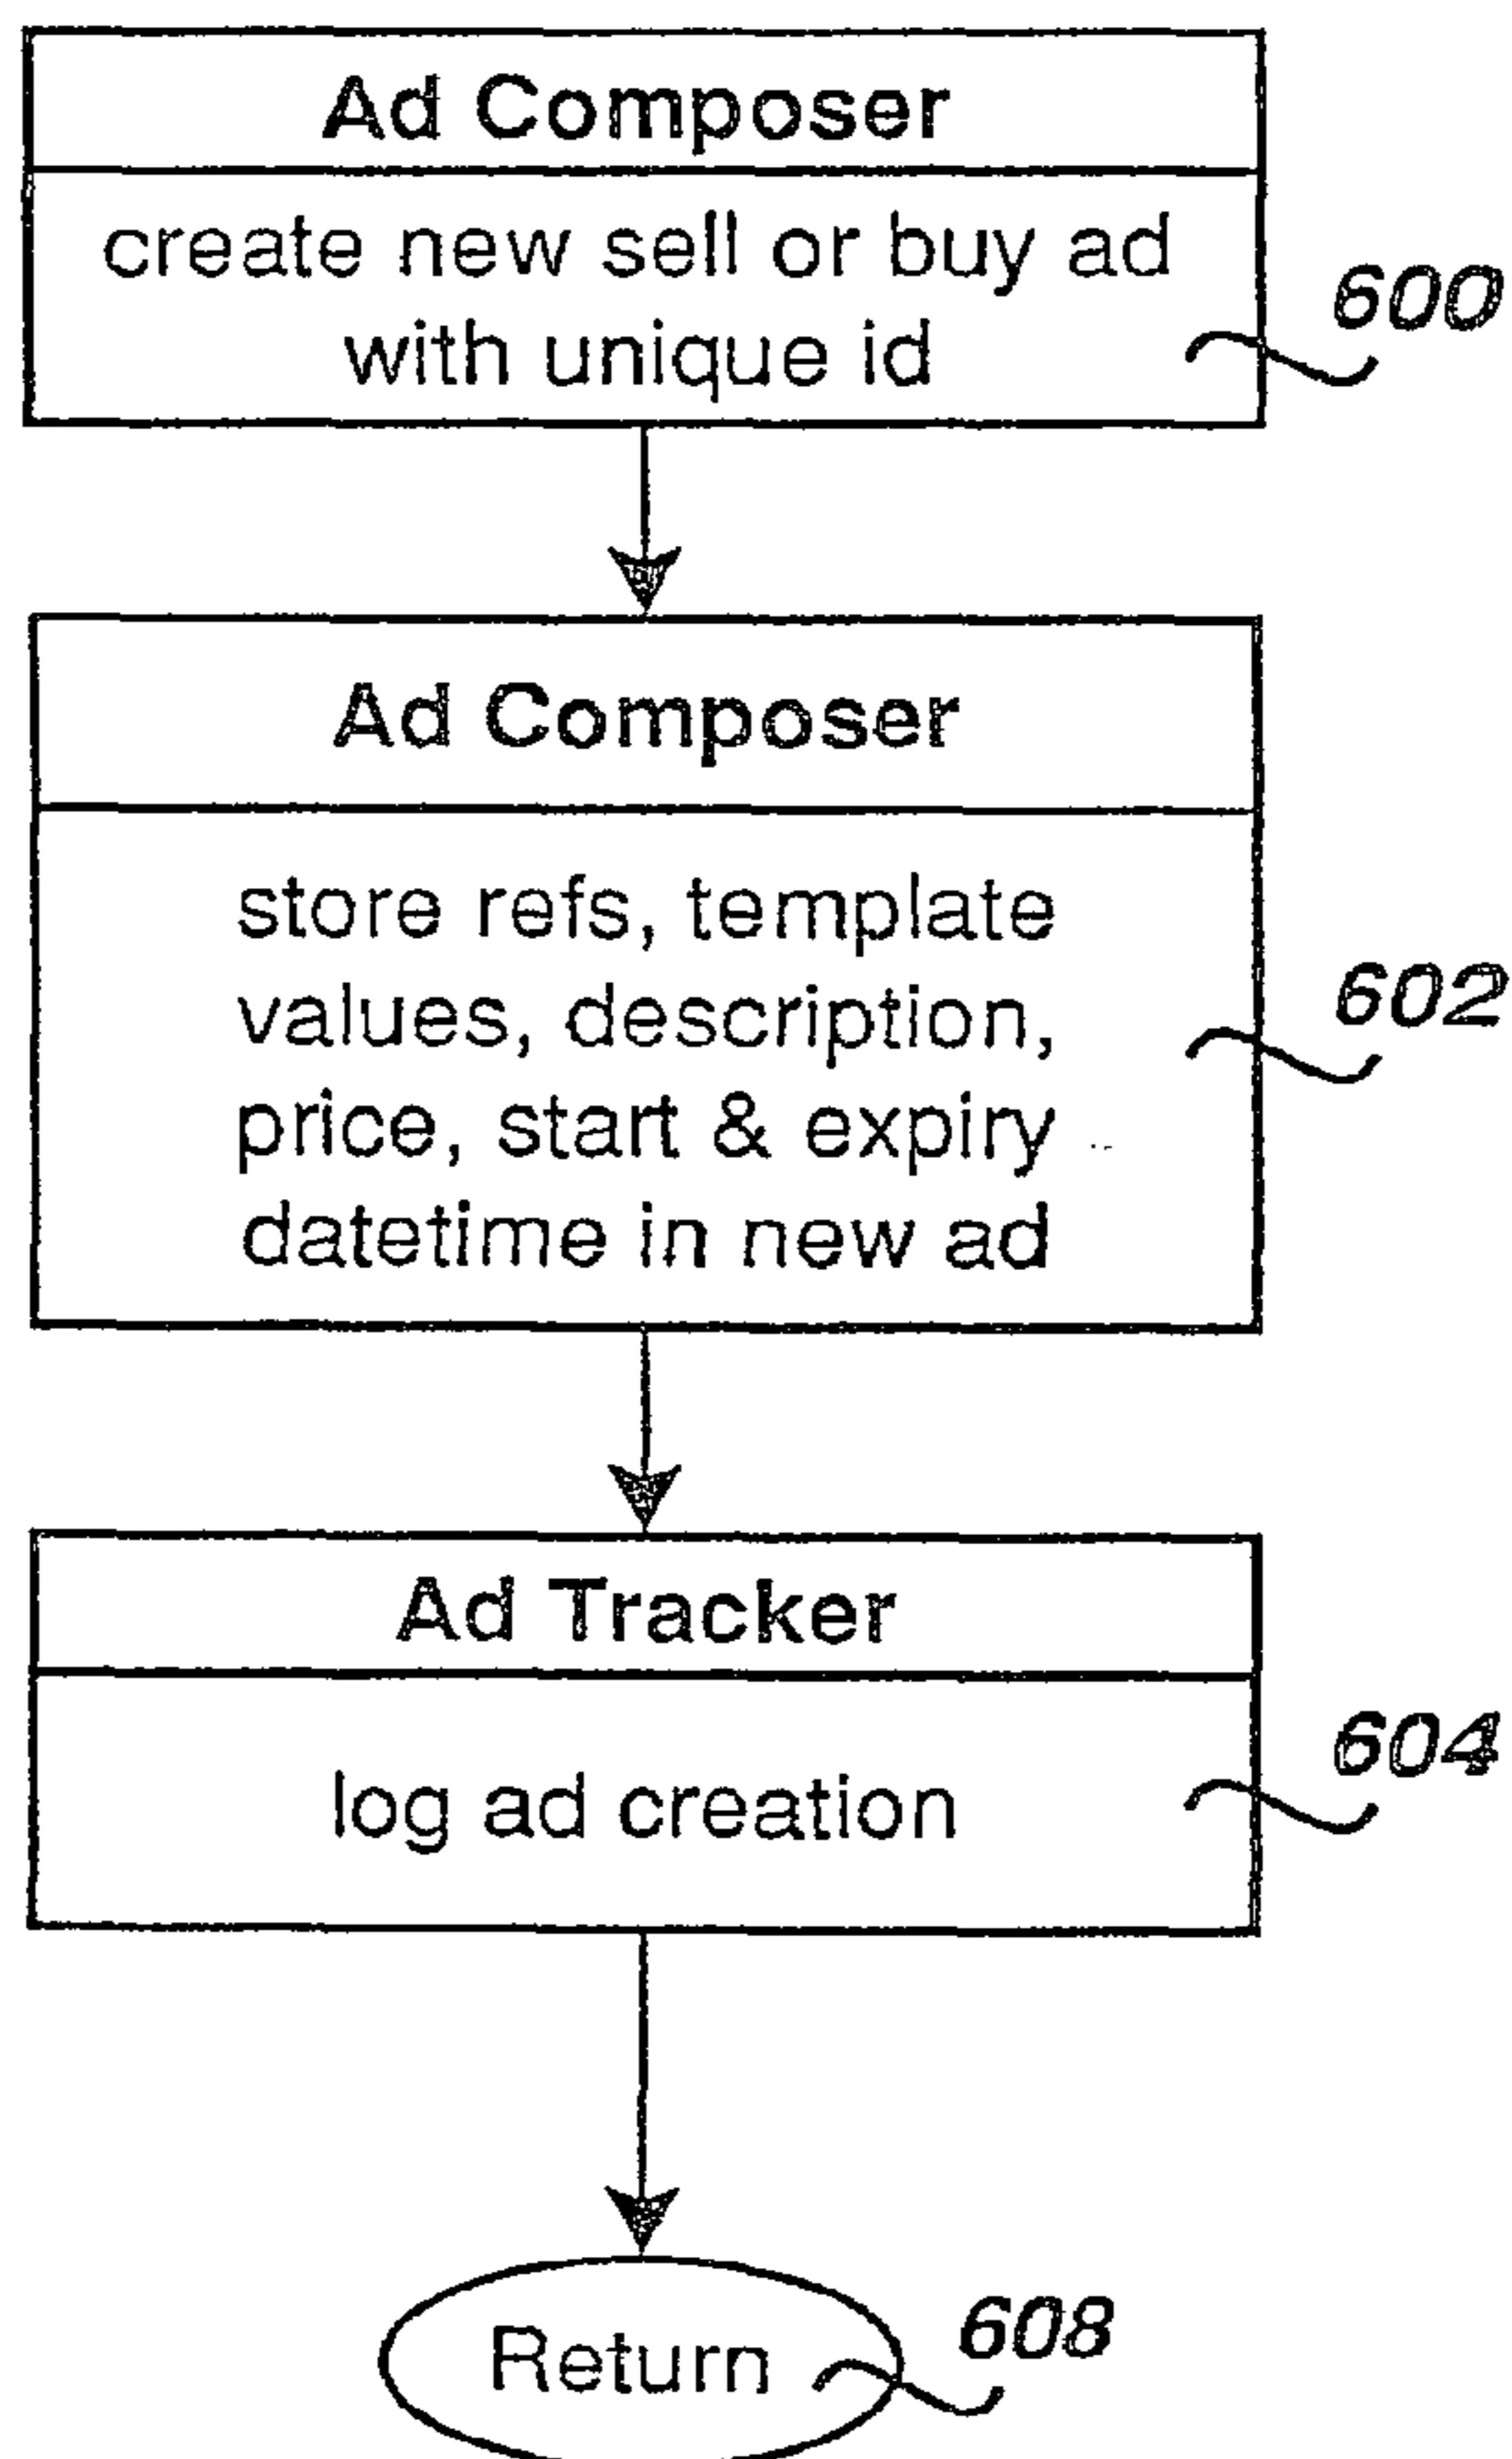 Ad Composer
create new sell or buy ad
with unique id
600
Ad Composer
store refs, template
values, description,
price, start & expiry
datetime in new ad
602
Ad Tracker
log ad creation
604
Return
608